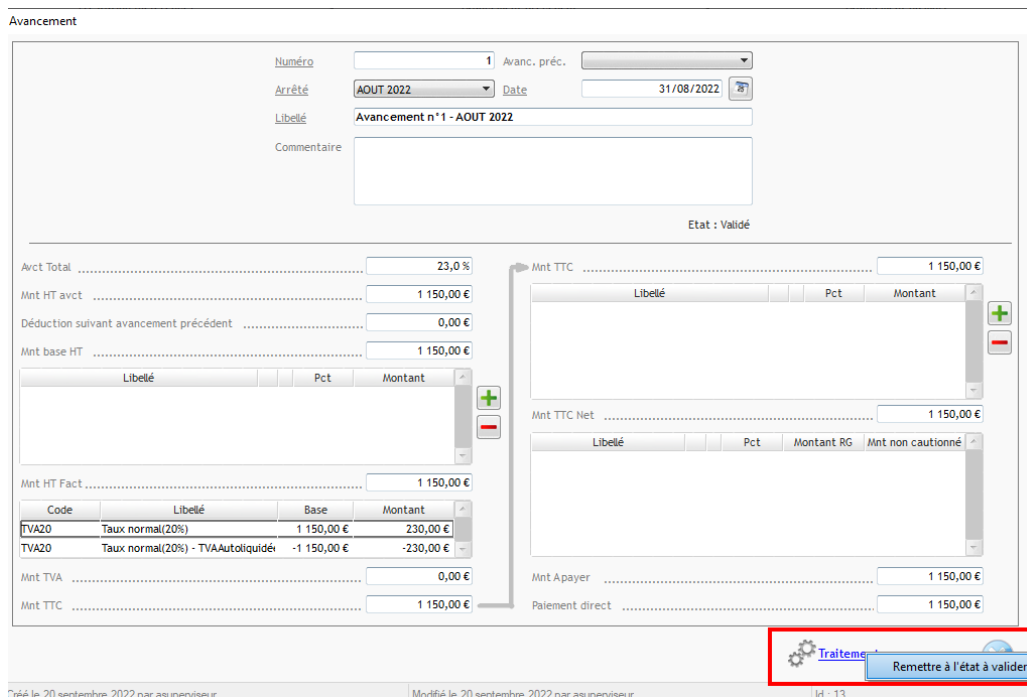 Avancement
Numéro 1 Avanc. préc.
Arrêté AOUT 2022 Date 31/08/2022
Libellé Avancement n°1 - AOUT 2022
Commentaire
Etat : Validé
Avct Total 23,0 %
Mnt HT avct 1 150,00 €
Déduction suivant avancement précédent 0,00 €
Mnt base HT 1 150,00 €
Libellé Pct Montant
Mnt HT Fact 1 150,00 €
Code Libellé Base Montant
TVA20 Taux normal(20%) 1 150,00 € 230,00 €
TVA20 Taux normal(20%) - TVAAutoliquidée -1 150,00 € -230,00 €
Mnt TVA 0,00 €
Mnt TTC 1 150,00 €
Mnt TTC 1 150,00 €
Libellé Pct Montant
Mnt TTC Net 1 150,00 €
Libellé Pct Montant RG Mnt non cautionné
Mnt Apayer 1 150,00 €
Paiement direct 1 150,00 €
Traitement
Remettre à l'état à valider
Créé le 20 septembre 2022 par asuperviseur Modifié le 20 septembre 2022 par asuperviseur Id : 13